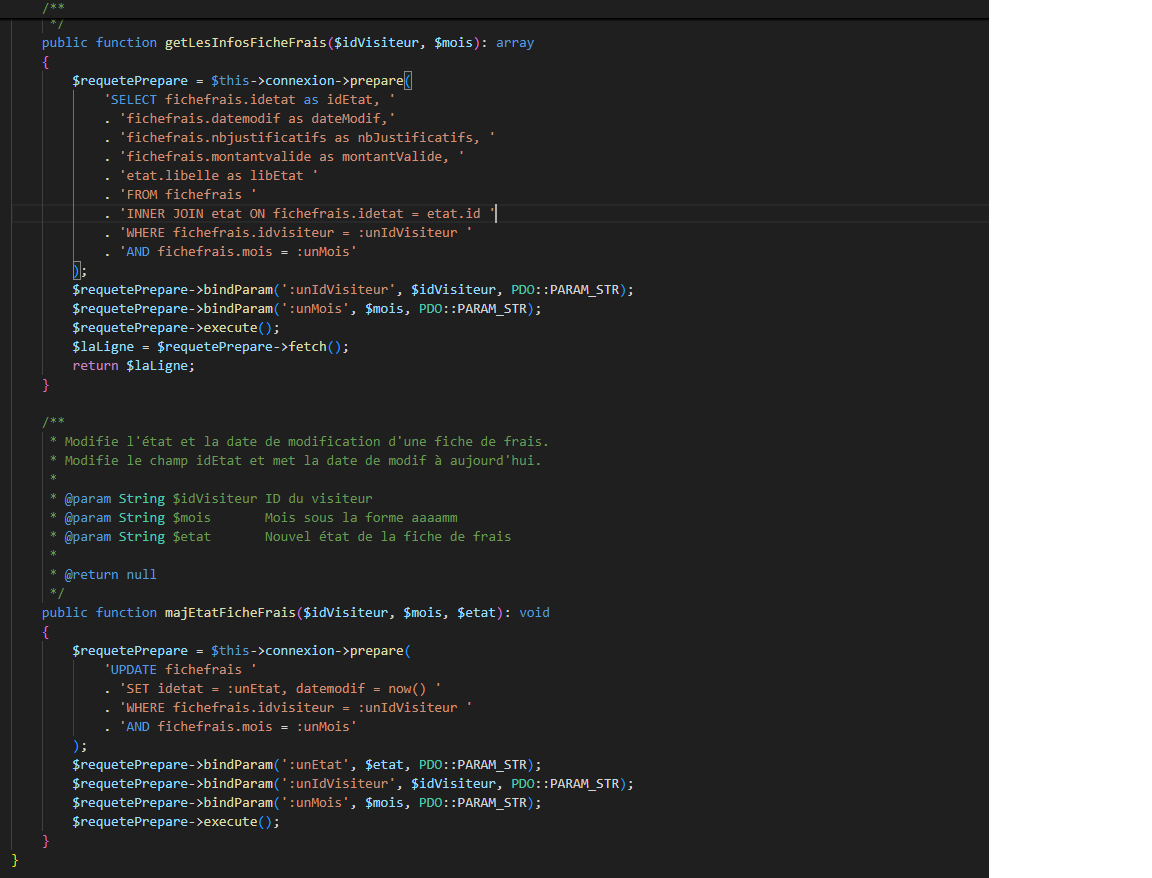 /**
*/
public function getLesInfosFicheFrais($idVisiteur, $mois): array
{
$requetePrepare = $this->connexion->prepare(
'SELECT fichefrais.idetat as idEtat, '
. 'fichefrais.datemodif as dateModif,'
. 'fichefrais.nbjustificatifs as nbJustificatifs, '
. 'fichefrais.montantvalide as montantValide, '
. 'etat.libelle as libEtat '
. 'FROM fichefrais '
. 'INNER JOIN etat ON fichefrais.idetat = etat.id '
. 'WHERE fichefrais.idvisiteur = :unIdVisiteur '
. 'AND fichefrais.mois = :unMois'
);
$requetePrepare->bindParam(':unIdVisiteur', $idVisiteur, PDO::PARAM_STR);
$requetePrepare->bindParam(':unMois', $mois, PDO::PARAM_STR);
$requetePrepare->execute();
$laLigne = $requetePrepare->fetch();
return $laLigne;
}
/**
* Modifie l'état et la date de modification d'une fiche de frais.
* Modifie le champ idEtat et met la date de modif à aujourd'hui.
*
* @param String $idVisiteur ID du visiteur
* @param String $mois       Mois sous la forme aaaamm
* @param String $etat       Nouvel état de la fiche de frais
*
* @return null
*/
public function majEtatFicheFrais($idVisiteur, $mois, $etat): void
{
$requetePrepare = $this->connexion->prepare(
'UPDATE fichefrais '
. 'SET idetat = :unEtat, datemodif = now() '
. 'WHERE fichefrais.idvisiteur = :unIdVisiteur '
. 'AND fichefrais.mois = :unMois'
);
$requetePrepare->bindParam(':unEtat', $etat, PDO::PARAM_STR);
$requetePrepare->bindParam(':unIdVisiteur', $idVisiteur, PDO::PARAM_STR);
$requetePrepare->bindParam(':unMois', $mois, PDO::PARAM_STR);
$requetePrepare->execute();
}
}